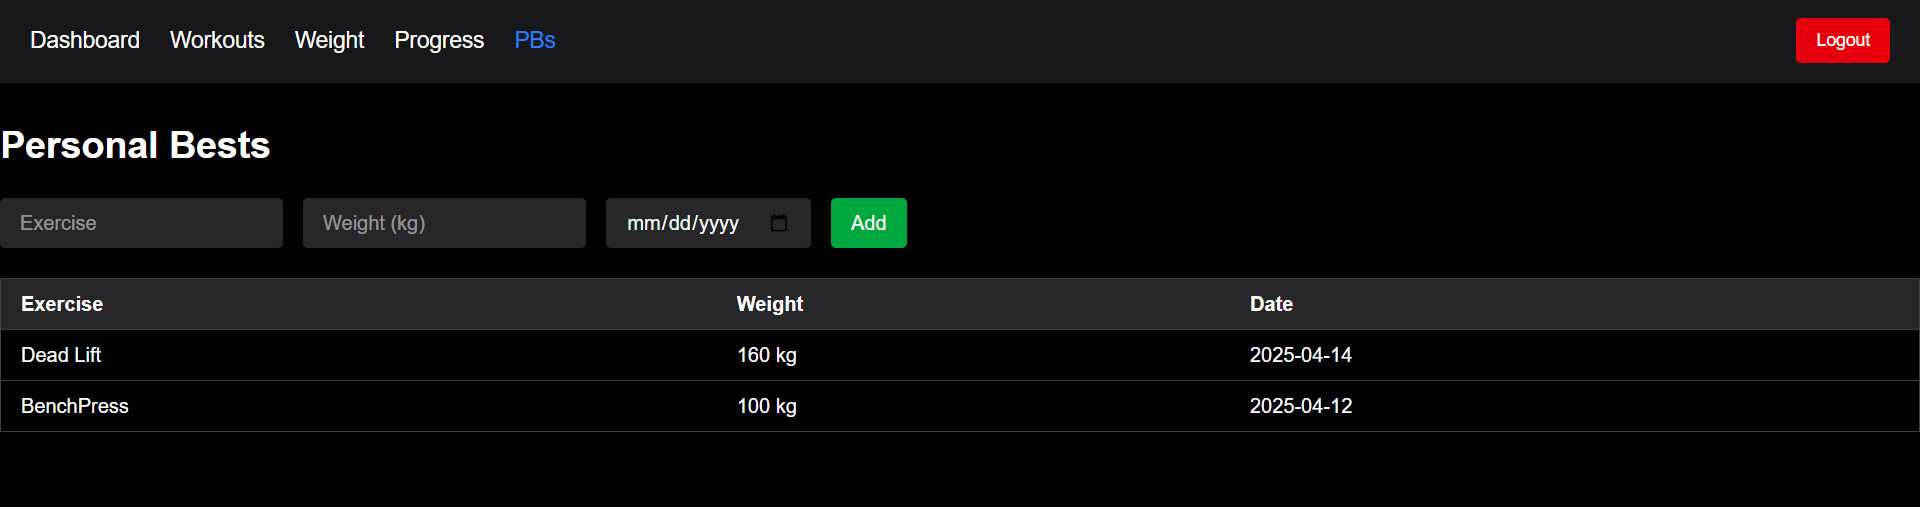 Dashboard Workouts Weight Progress PBs Logout
Personal Bests
Exercise Weight (kg) mm/dd/yyyy Add
Exercise Weight Date
Dead Lift 160 kg 2025-04-14
BenchPress 100 kg 2025-04-12